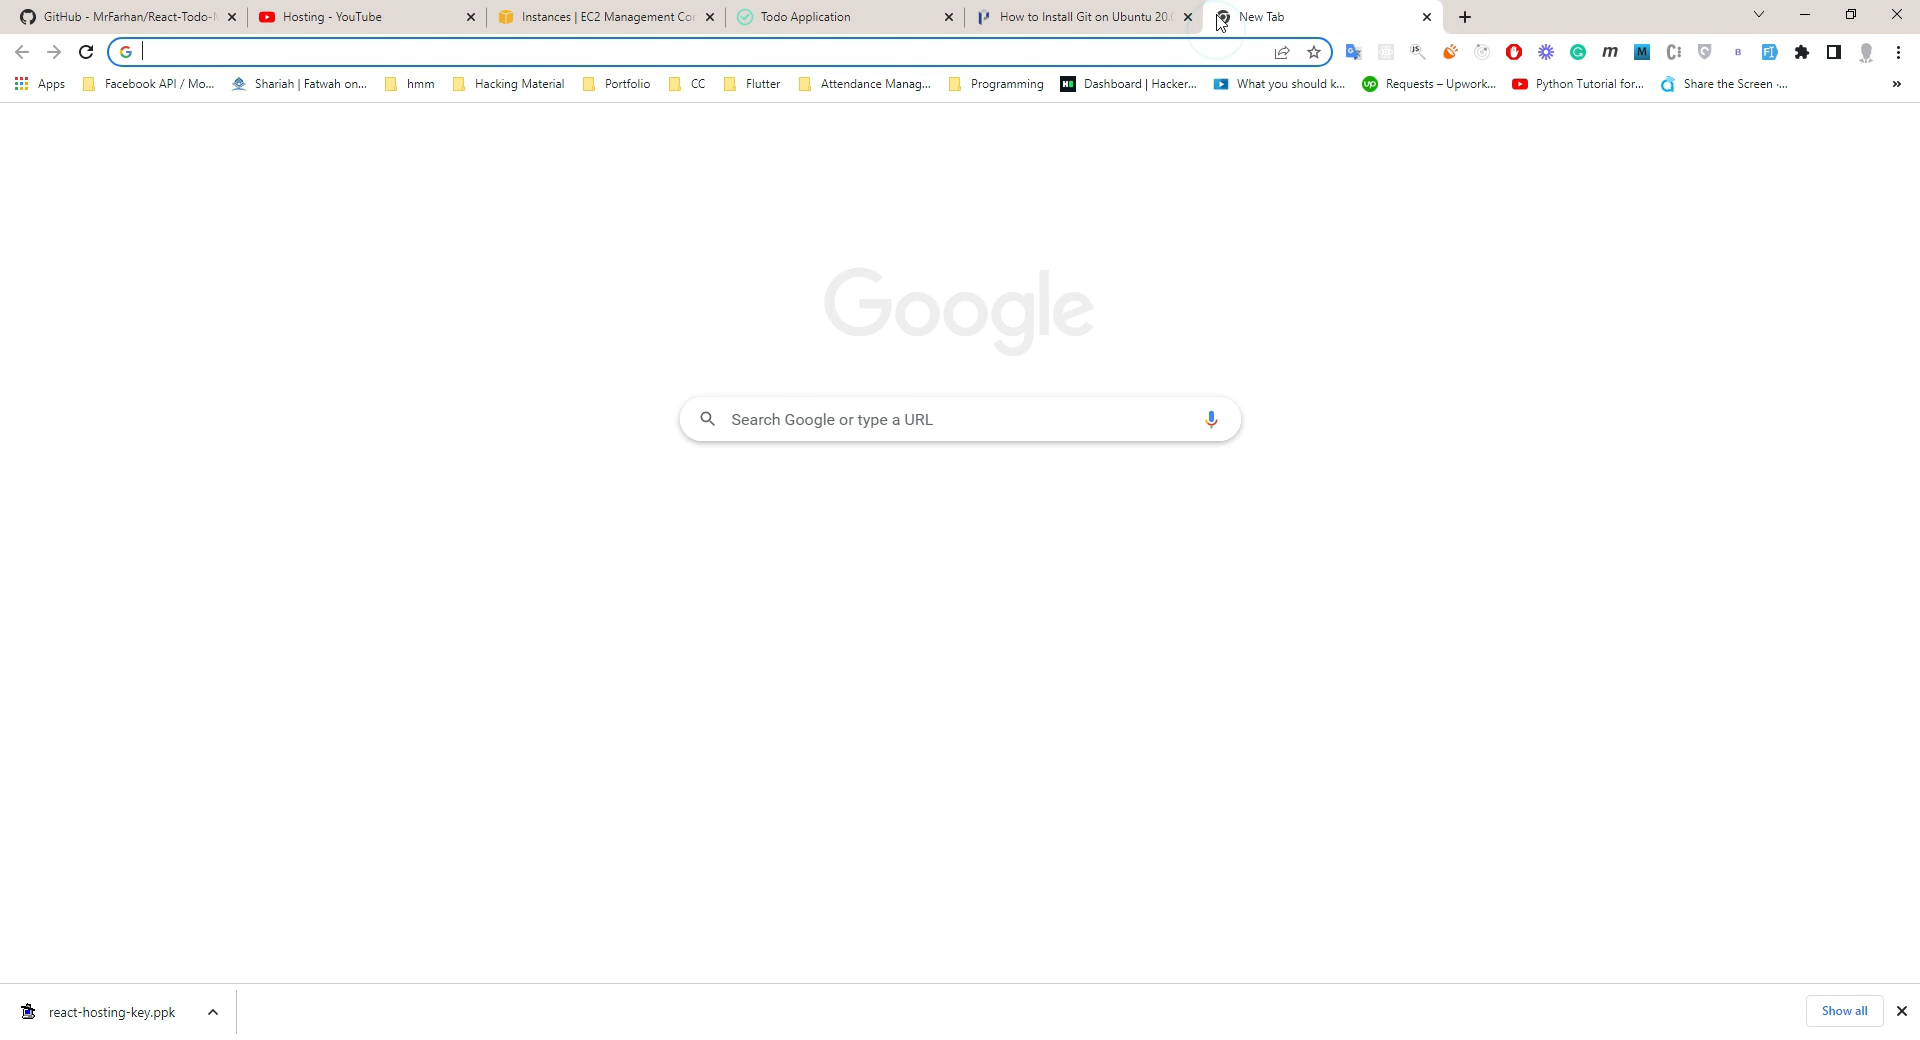 GitHub - MrFarhan/React-Todo-
Hosting - YouTube
Instances | EC2 Management Cor
Todo Application
How to Install Git on Ubuntu 20.
New Tab
Apps
Facebook API / Mo...
Shariah | Fatwah on...
hmm
Hacking Material
Portfolio
CC
Flutter
Attendance Manag...
Programming
Dashboard | Hacker...
What you should k...
Requests – Upwork...
Python Tutorial for...
Share the Screen -...
Google
Search Google or type a URL
react-hosting-key.ppk
Show all